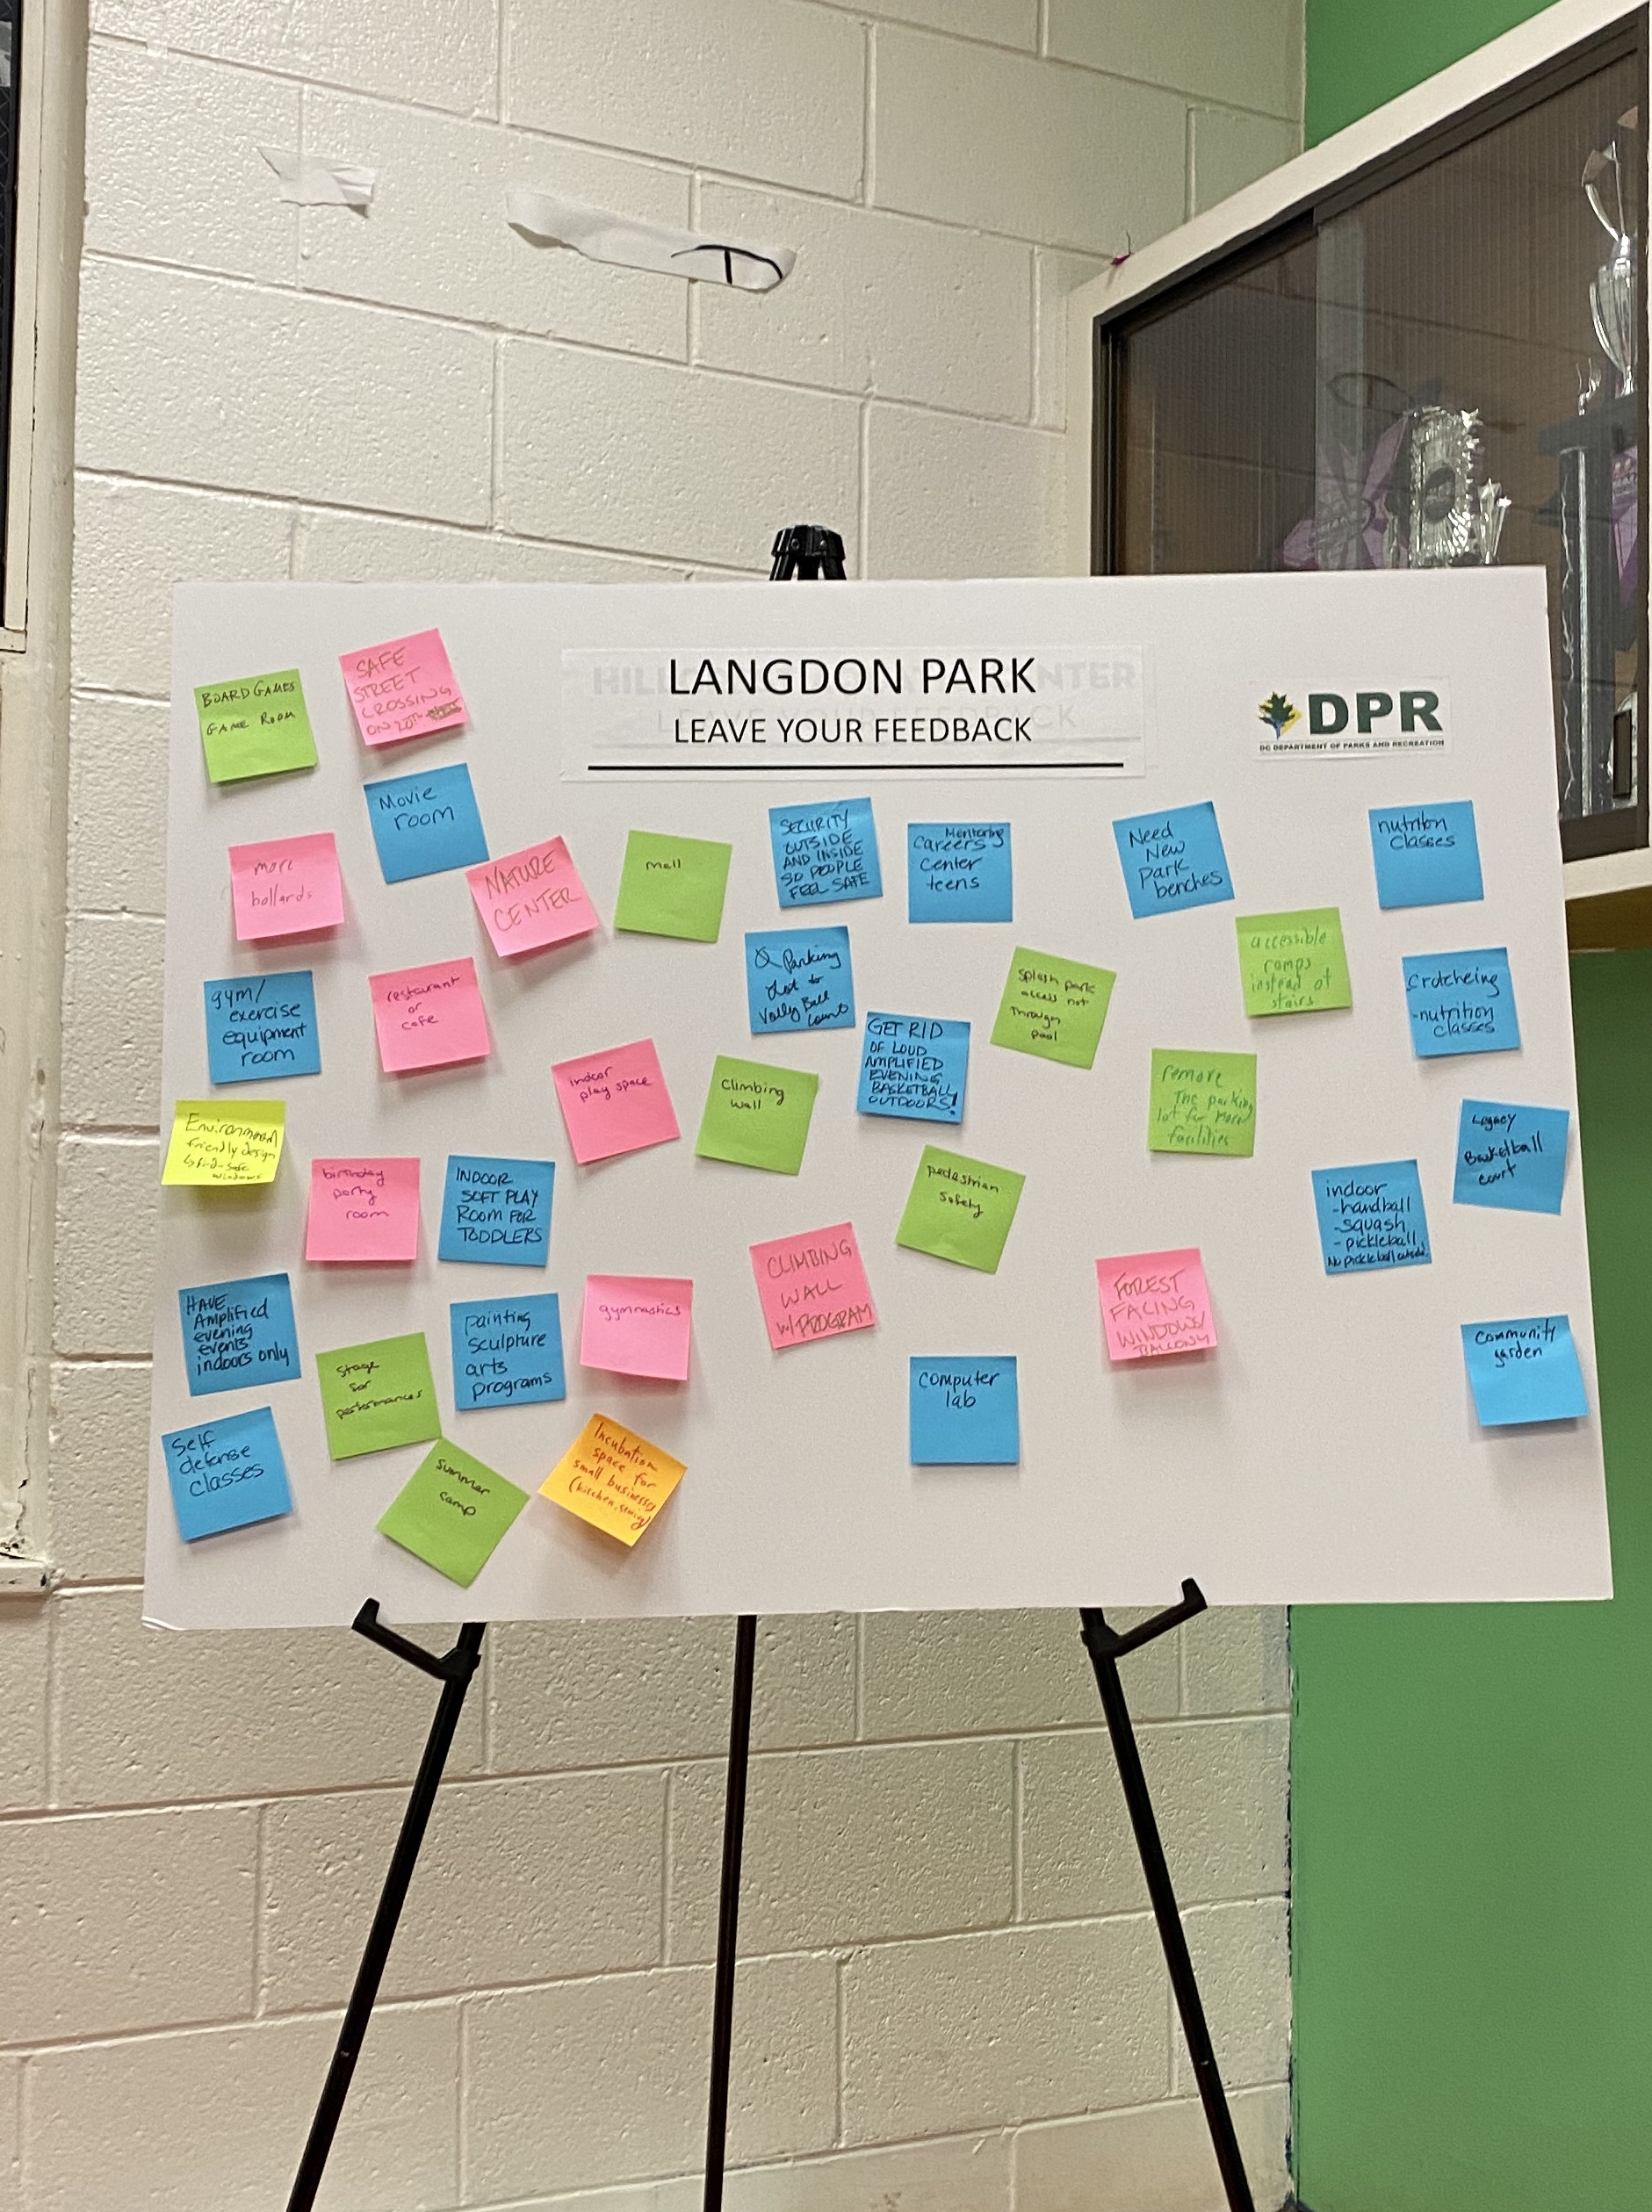 LANGDON PARK
LEAVE YOUR FEEDBACK
DPR
DC DEPARTMENT OF PARKS AND RECREATION
BOARD GAMES
GAME ROOM
SAFE
STREET
CROSSING
ON 20TH
Movie
room
more
bollards
NATURE
CENTER
mall
SECURITY
OUTSIDE
AND INSIDE
SO PEOPLE
FEEL SAFE
Mentoring
Careers
Center
teens
Need
New
Park
benches
nutrition
classes
gym/
exercise
equipment
room
restaurant
or
cafe
Parking
Lot to
Volly Ball
Court
Splash park
access not
through
pool
accessible
ramps
instead of
stairs
Crotcheing
-nutrition
classes
GET RID
OF LOUD
AMPLIFIED
EVENING
BASKETBALL
OUTDOORS!
indoor
play space
Climbing
wall
remove
The parking
lot for more
facilities
Environment
friendly design
windows
birthday
party
room
INDOOR
SOFT PLAY
ROOM FOR
TODDLERS
pedestrian
safety
Legacy
Basketball
court
indoor
-handball
-squash
-pickleball
No pickleball outside!
HAVE
Amplified
evening
events
indoors only
stage
for
performances
painting
sculpture
arts
programs
gymnastics
CLIMBING
WALL
W/PROGRAM
FOREST
FACING
WINDOWS/
BALCONY
community
garden
computer
lab
Self
defense
classes
summer
camp
Incubation
space for
small business
(kitchen,